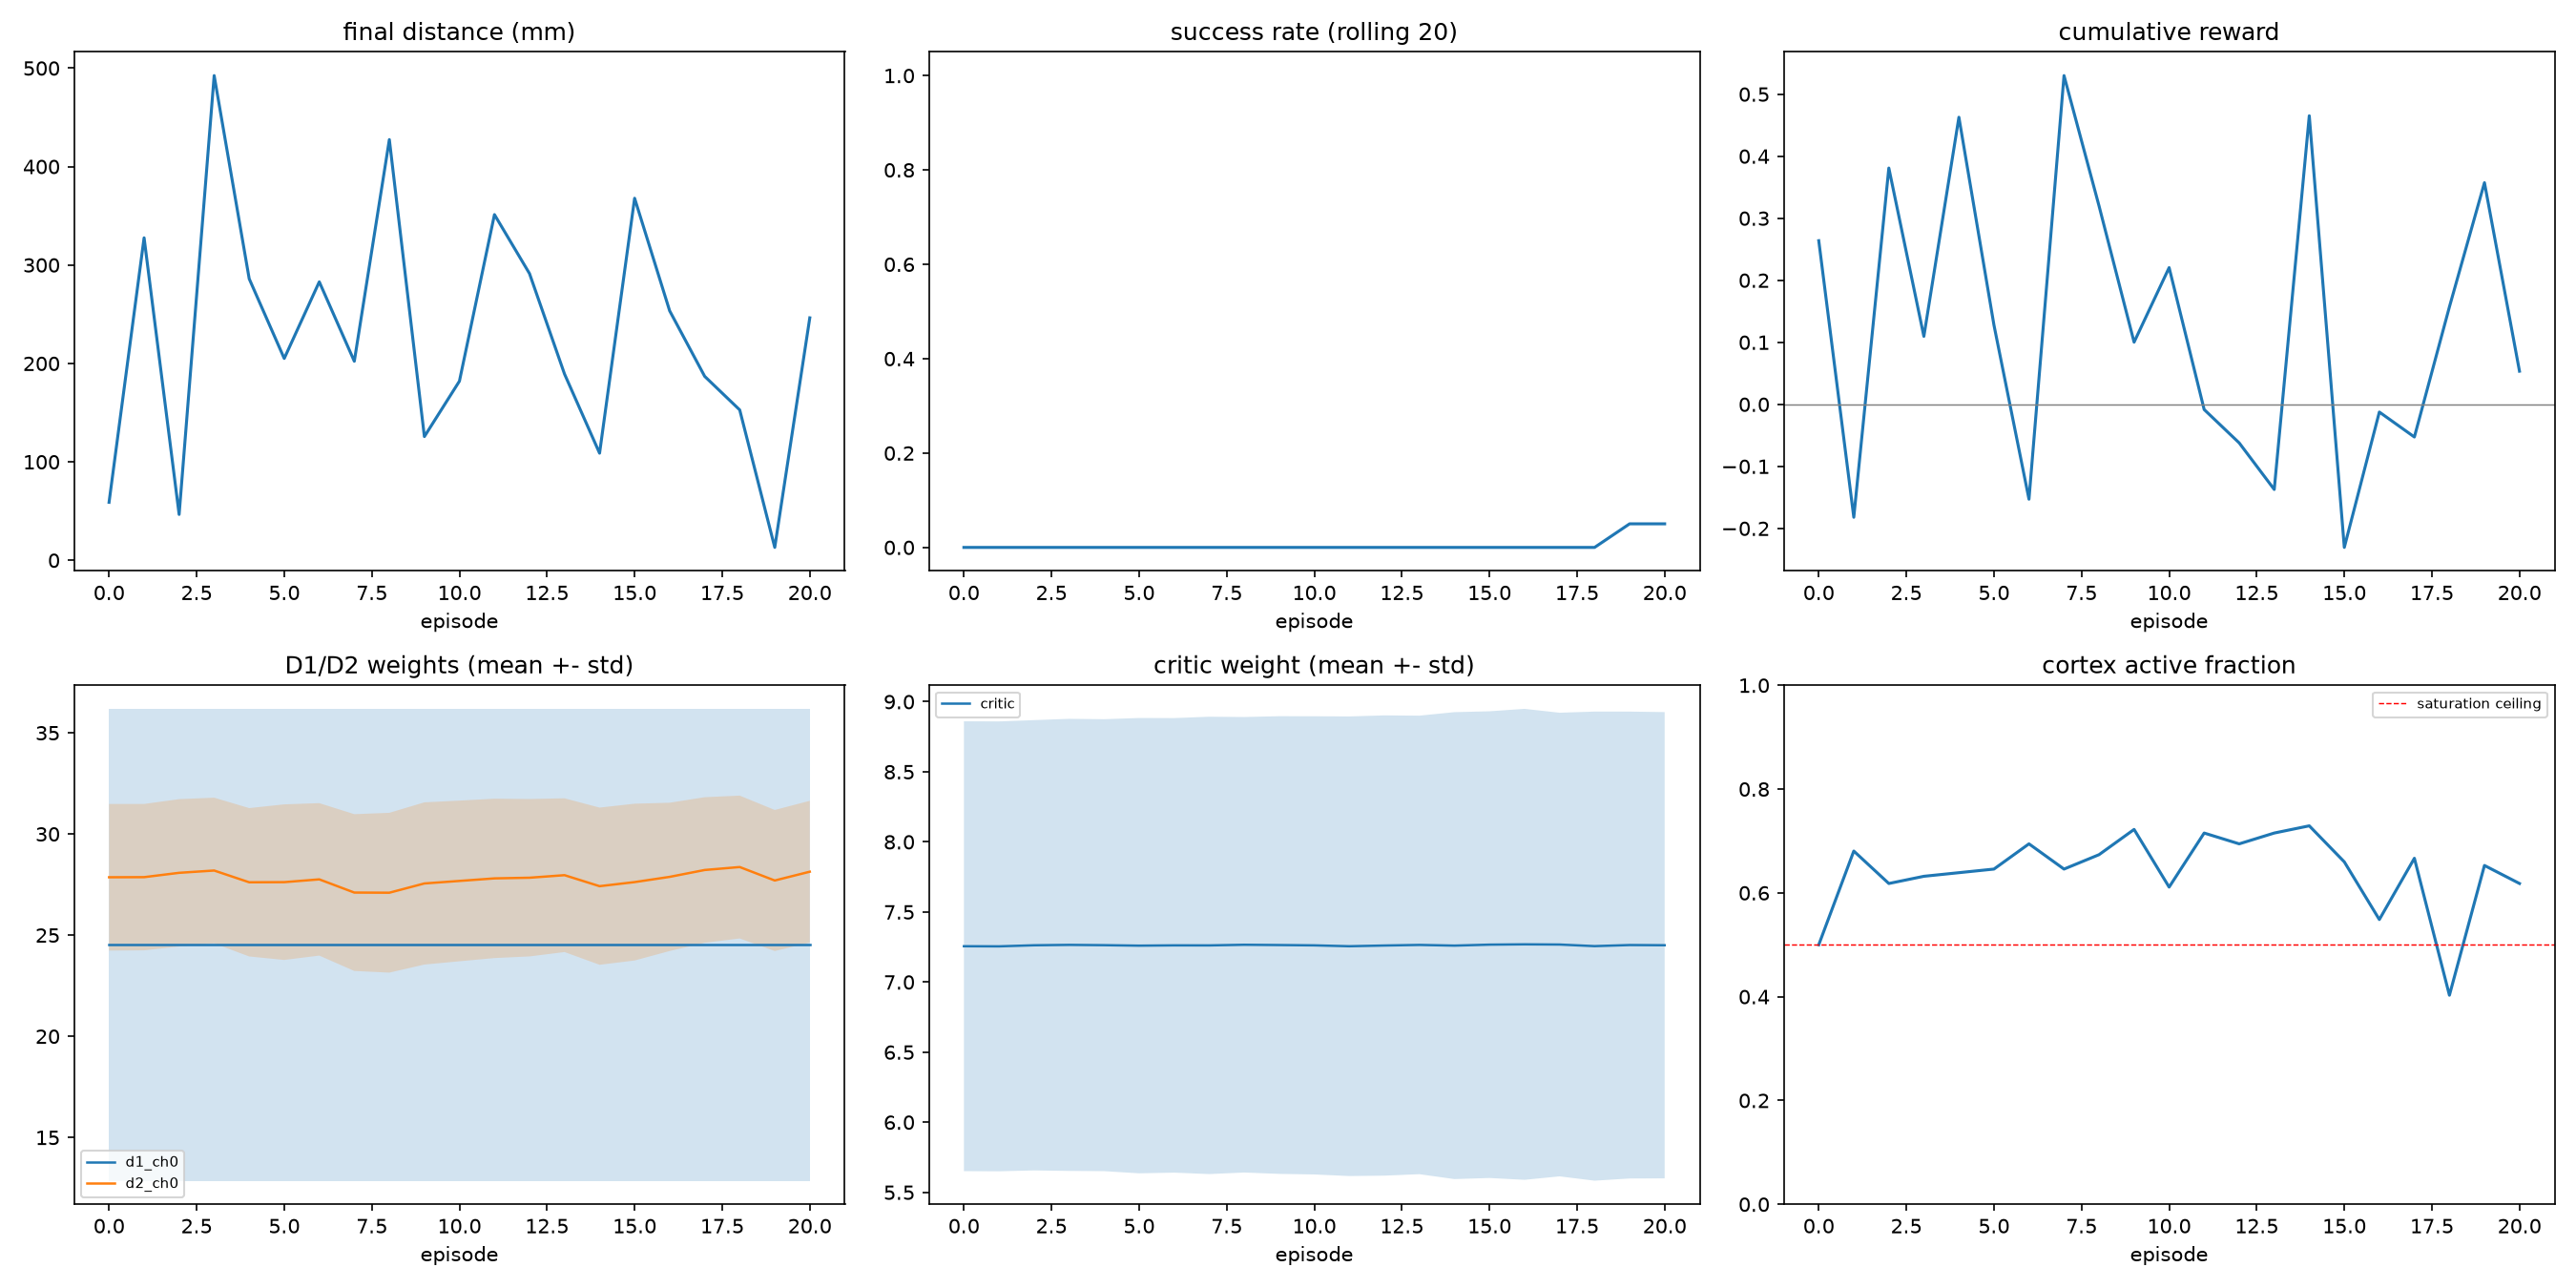 final distance (mm)
500
400
300
200
100
0
0.0 2.5 5.0 7.5 10.0 12.5 15.0 17.5 20.0
episode
success rate (rolling 20)
1.0
0.8
0.6
0.4
0.2
0.0
0.0 2.5 5.0 7.5 10.0 12.5 15.0 17.5 20.0
episode
cumulative reward
0.5
0.4
0.3
0.2
0.1
0.0
−0.1
−0.2
0.0 2.5 5.0 7.5 10.0 12.5 15.0 17.5 20.0
episode
D1/D2 weights (mean +- std)
35
30
25
20
15
d1_ch0
d2_ch0
0.0 2.5 5.0 7.5 10.0 12.5 15.0 17.5 20.0
episode
critic weight (mean +- std)
critic
9.0
8.5
8.0
7.5
7.0
6.5
6.0
5.5
0.0 2.5 5.0 7.5 10.0 12.5 15.0 17.5 20.0
episode
cortex active fraction
saturation ceiling
1.0
0.8
0.6
0.4
0.2
0.0
0.0 2.5 5.0 7.5 10.0 12.5 15.0 17.5 20.0
episode